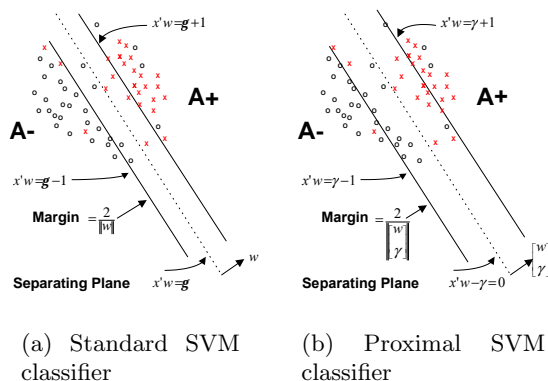 x'w=g+1
A+
A-
x'w=g-1
Margin = 2 / ‖w‖
w
Separating Plane
x'w=g
(a) Standard SVM
classifier
x'w=γ+1
A+
A-
x'w=γ-1
Margin = 2 / ‖[w γ]‖
[w γ]
Separating Plane
x'w-γ=0
(b) Proximal SVM
classifier